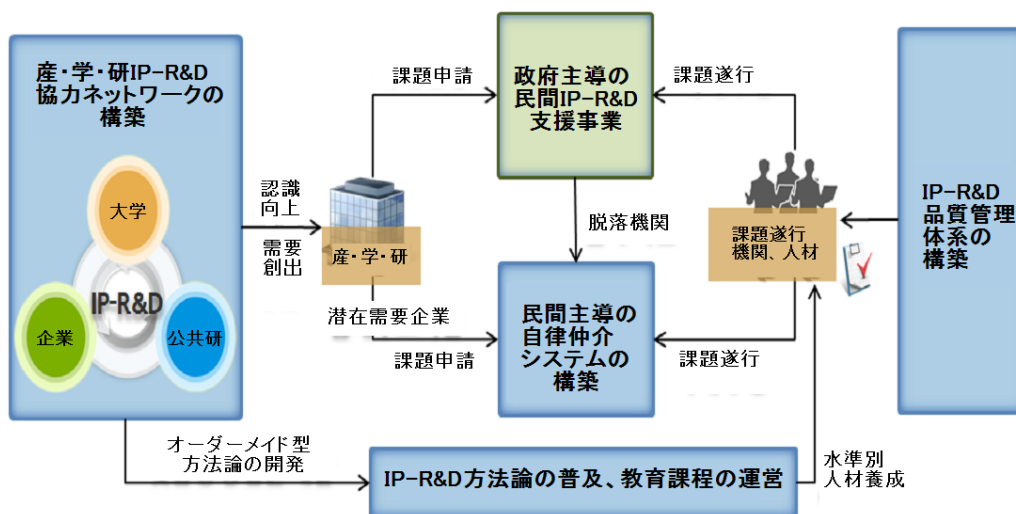 産・学・研IP-R&D
協力ネットワークの
構築
大学
IP-R&D
企業
公共研
認識
向上
需要
創出
産・学・研
課題申請
潜在需要企業
課題申請
政府主導の
民間IP-R&D
支援事業
脱落機関
民間主導の
自律仲介
システムの
構築
課題遂行
課題遂行
機関、人材
課題遂行
IP-R&D
品質管理
体系の
構築
オーダーメイド型
方法論の開発
IP-R&D方法論の普及、教育課程の運営
水準別
人材養成